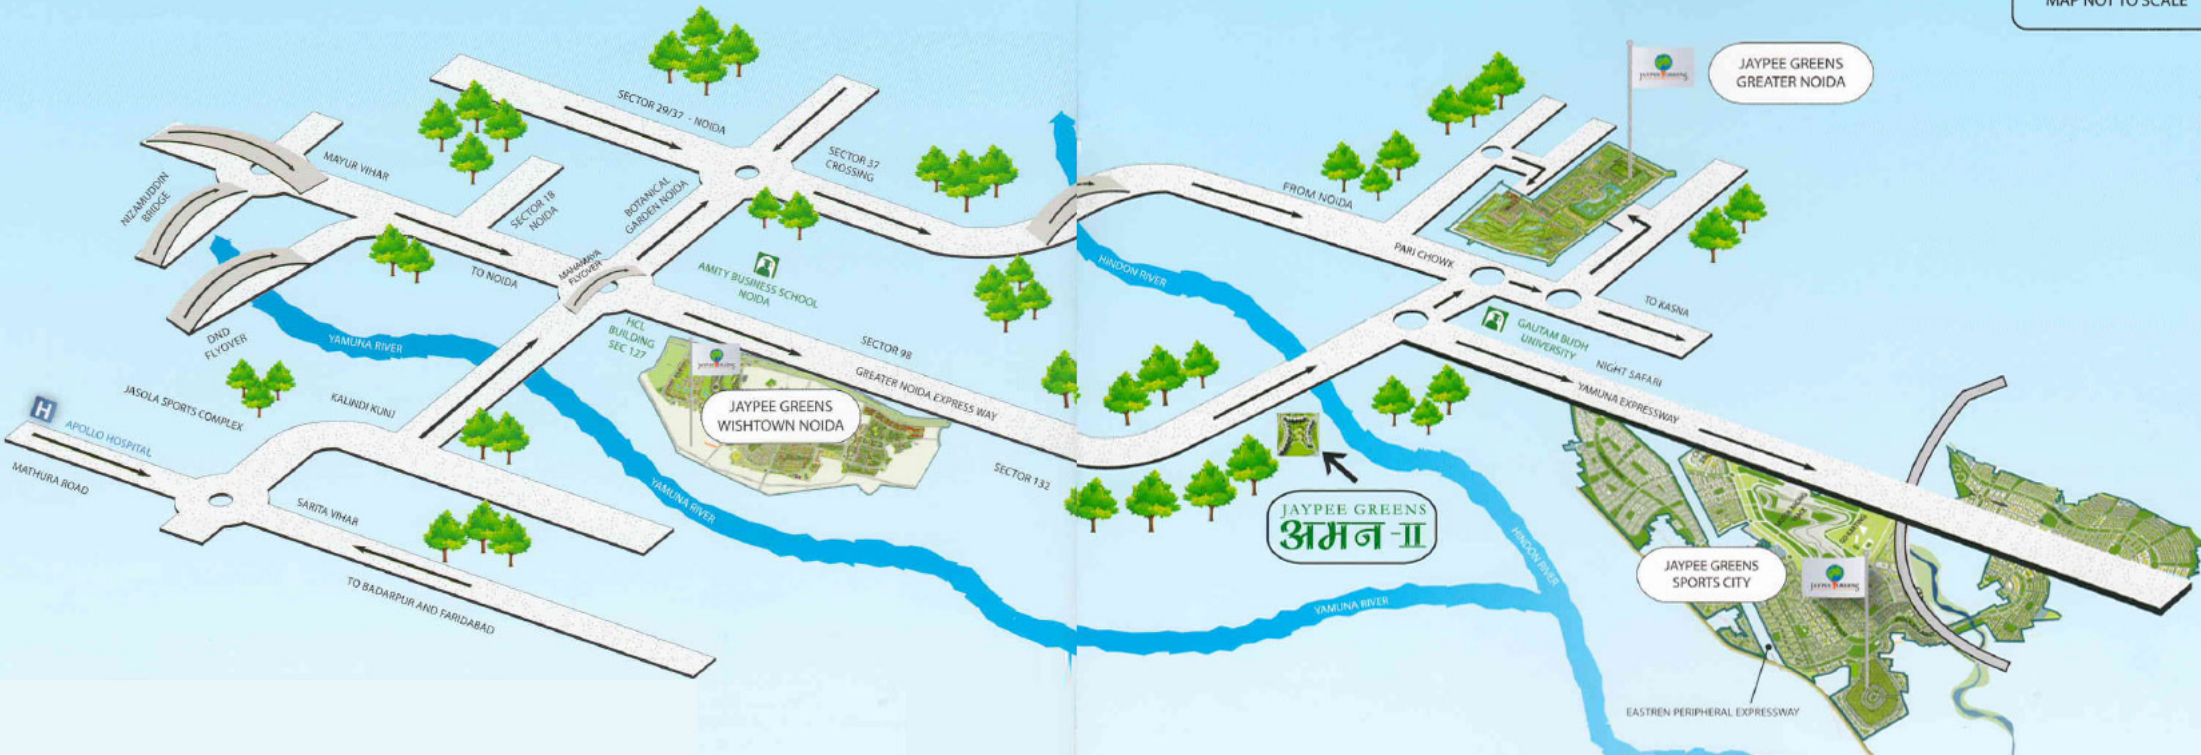 MAP NOT TO SCALE
JAYPEE GREENS
JAYPEE GREENS
GREATER NOIDA
SECTOR 29/37 - NOIDA
MAYUR VIHAR
SECTOR 37
CROSSING
NIZAMUDDIN
BRIDGE
SECTOR 18
NOIDA
BOTANICAL
GARDEN NOIDA
FROM NOIDA
PARI CHOWK
TO NOIDA
MAHAMAYA
FLYOVER
AMITY BUSINESS SCHOOL
NOIDA
HINDON RIVER
TO KASNA
DND
FLYOVER
YAMUNA RIVER
HCL
BUILDING
SEC 127
SECTOR 98
GAUTAM BUDH
UNIVERSITY
NIGHT SAFARI
YAMUNA EXPRESSWAY
GREATER NOIDA EXPRESS WAY
JASOLA SPORTS COMPLEX
KALINDI KUNJ
H
APOLLO HOSPITAL
JAYPEE GREENS
WISHTOWN NOIDA
MATHURA ROAD
SARITA VIHAR
YAMUNA RIVER
SECTOR 132
JAYPEE GREENS
अमन -II
HINDON RIVER
JAYPEE GREENS
SPORTS CITY
JAYPEE GREENS
TO BADARPUR AND FARIDABAD
YAMUNA RIVER
EASTREN PERIPHERAL EXPRESSWAY